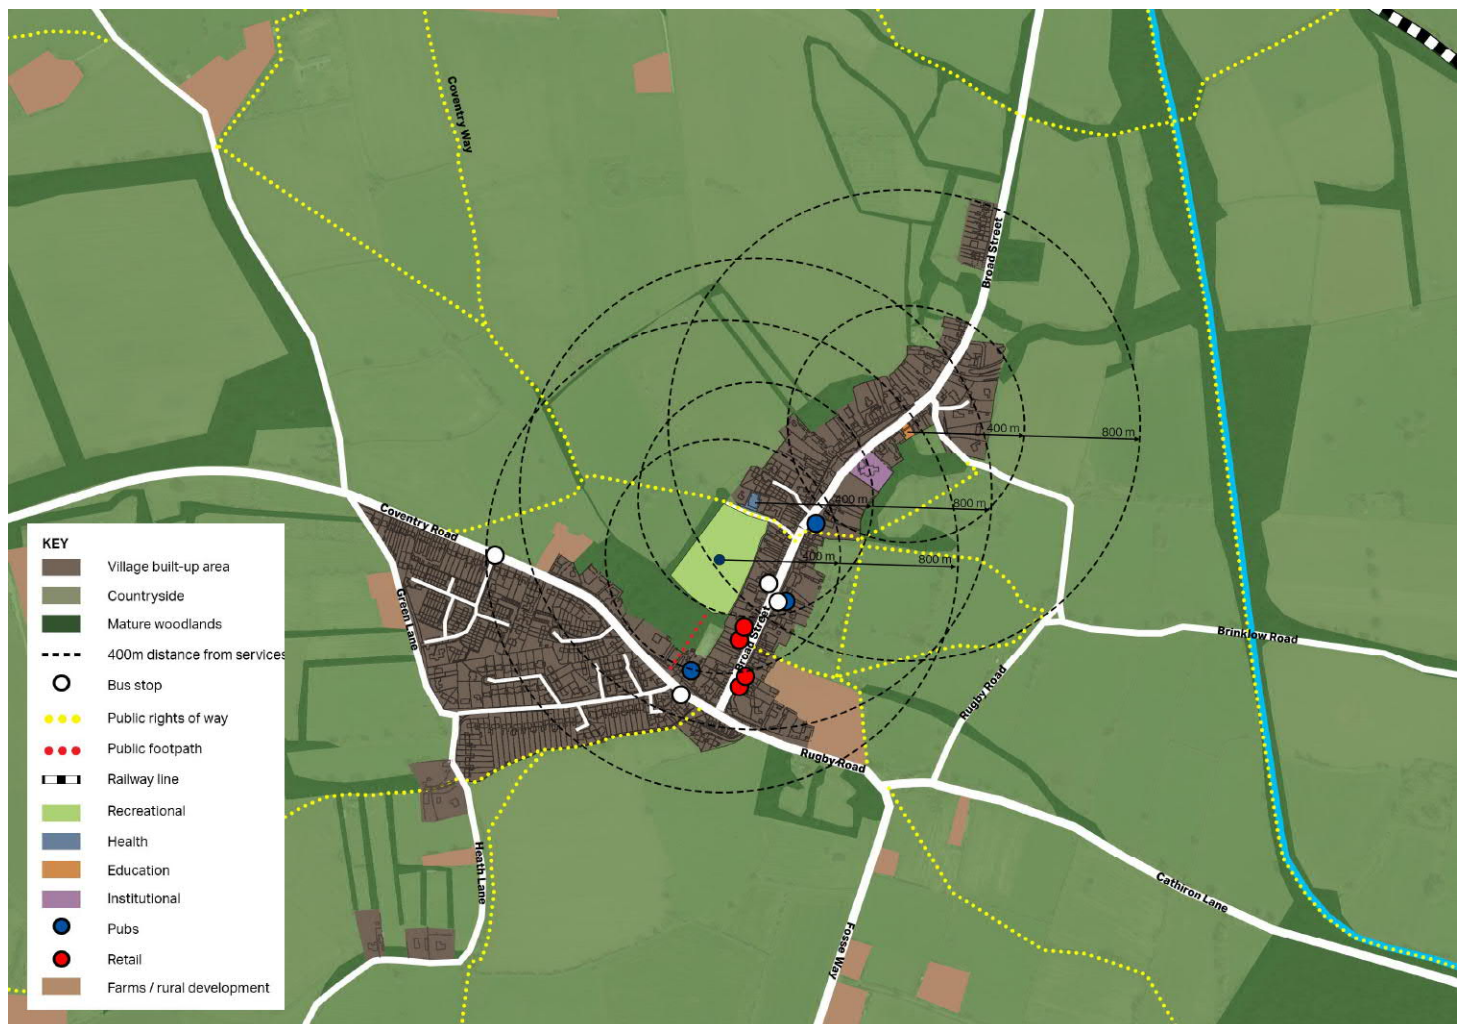 Coventry Way
Broad Street
400 m
800 m
400 m
800 m
400 m
800 m
Coventry Road
Green Lane
Broad Street
Brinklow Road
Rugby Road
Rugby Road
Heath Lane
Cathiron Lane
Fosse Way
KEY
Village built-up area
Countryside
Mature woodlands
400m distance from services
Bus stop
Public rights of way
Public footpath
Railway line
Recreational
Health
Education
Institutional
Pubs
Retail
Farms / rural development